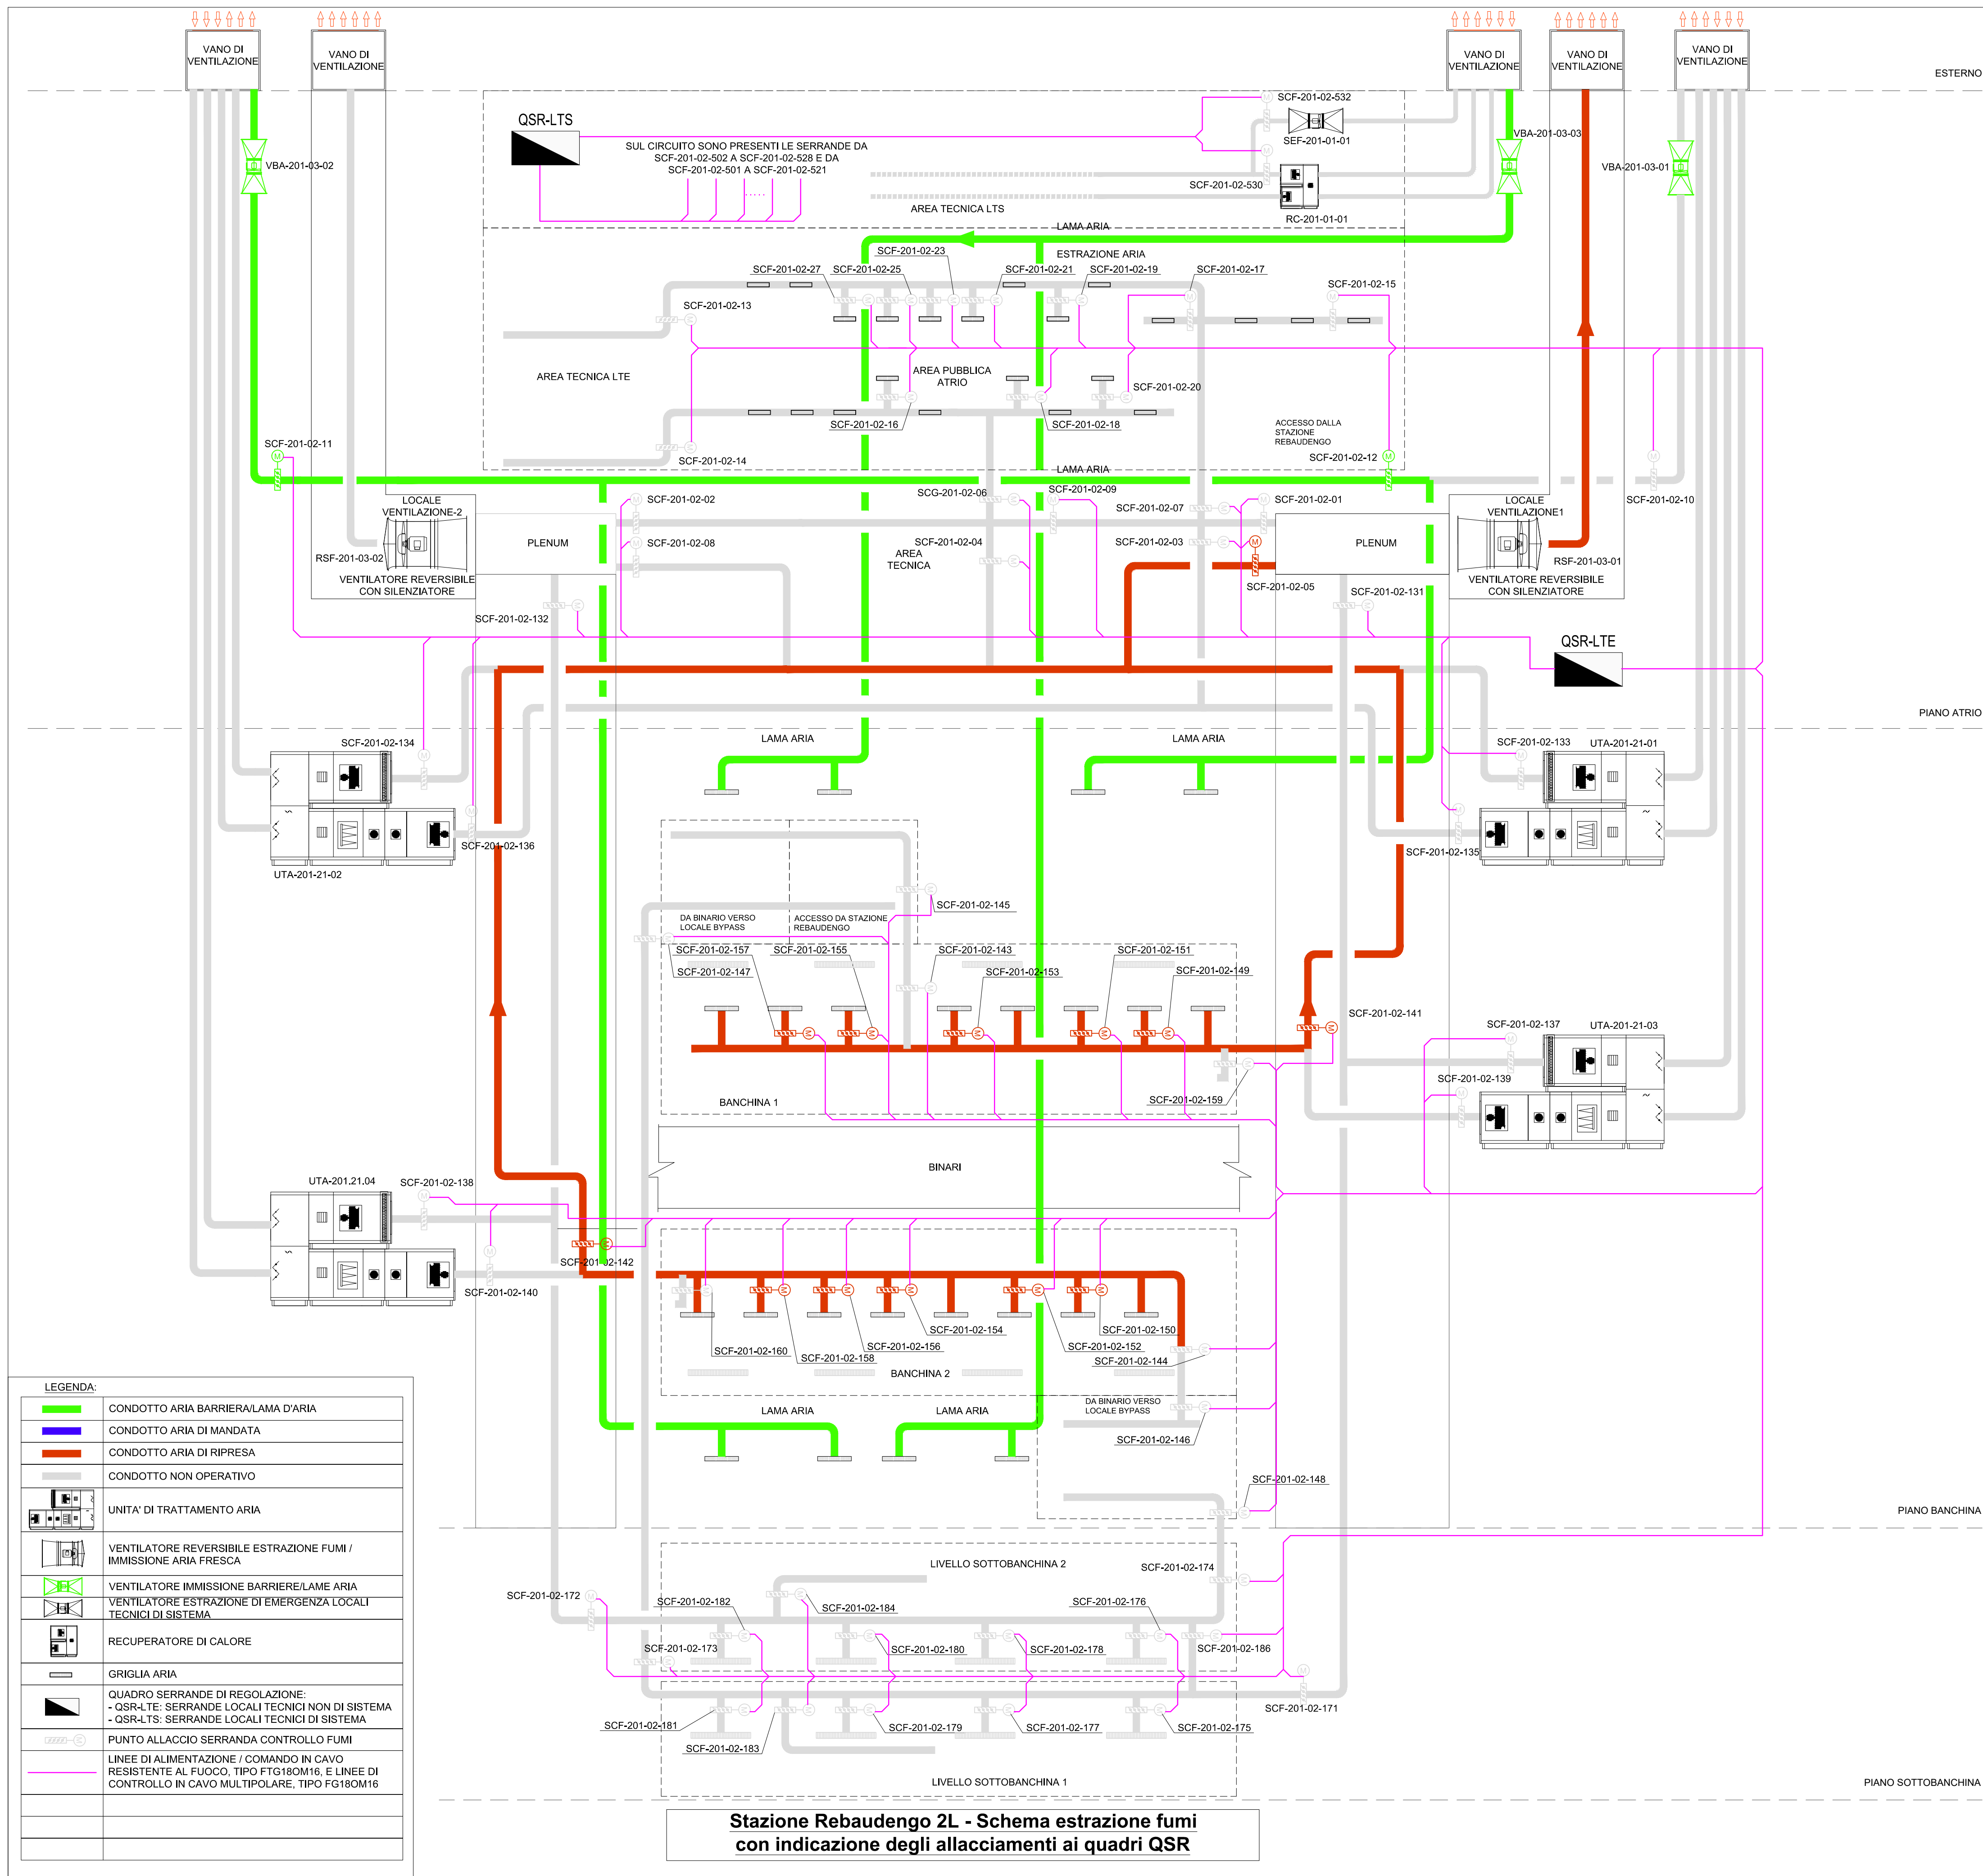 VANO DI
VENTILAZIONE
VANO DI
VENTILAZIONE
VANO DI
VENTILAZIONE
VANO DI
VENTILAZIONE
VANO DI
VENTILAZIONE
ESTERNO
QSR-LTS
SUL CIRCUITO SONO PRESENTI LE SERRANDE DA
SCF-201-02-502 A SCF-201-02-528 E DA
SCF-201-02-501 A SCF-201-02-521
SCF-201-02-532
SEF-201-01-01
SCF-201-02-530
RC-201-01-01
AREA TECNICA LTS
VBA-201-03-02
VBA-201-03-03
VBA-201-03-01
LAMA ARIA
ESTRAZIONE ARIA
SCF-201-02-23
SCF-201-02-27
SCF-201-02-25
SCF-201-02-21
SCF-201-02-19
SCF-201-02-17
SCF-201-02-15
SCF-201-02-13
AREA TECNICA LTE
AREA PUBBLICA
ATRIO
SCF-201-02-20
SCF-201-02-16
SCF-201-02-18
ACCESSO DALLA
STAZIONE
REBAUDENGO
SCF-201-02-11
SCF-201-02-14
SCF-201-02-12
LAMA ARIA
LOCALE
VENTILAZIONE-2
SCF-201-02-02
SCG-201-02-06
SCF-201-02-09
SCF-201-02-07
SCF-201-02-01
LOCALE
VENTILAZIONE1
SCF-201-02-10
RSF-201-03-02
PLENUM
SCF-201-02-08
SCF-201-02-04
AREA
TECNICA
SCF-201-02-03
PLENUM
RSF-201-03-01
VENTILATORE REVERSIBILE
CON SILENZIATORE
SCF-201-02-05
VENTILATORE REVERSIBILE
CON SILENZIATORE
SCF-201-02-132
SCF-201-02-131
QSR-LTE
PIANO ATRIO
SCF-201-02-134
LAMA ARIA
LAMA ARIA
SCF-201-02-133
UTA-201-21-01
SCF-201-02-136
SCF-201-02-135
UTA-201-21-02
SCF-201-02-145
DA BINARIO VERSO
LOCALE BYPASS
ACCESSO DA STAZIONE
REBAUDENGO
SCF-201-02-157
SCF-201-02-155
SCF-201-02-143
SCF-201-02-151
SCF-201-02-147
SCF-201-02-153
SCF-201-02-149
SCF-201-02-141
SCF-201-02-137
UTA-201-21-03
SCF-201-02-139
SCF-201-02-159
BANCHINA 1
BINARI
UTA-201,21,04
SCF-201-02-138
SCF-201-02-142
SCF-201-02-140
SCF-201-02-154
SCF-201-02-150
SCF-201-02-160
SCF-201-02-158
SCF-201-02-156
SCF-201-02-152
SCF-201-02-144
BANCHINA 2
LAMA ARIA
LAMA ARIA
DA BINARIO VERSO
LOCALE BYPASS
SCF-201-02-146
SCF-201-02-148
PIANO BANCHINA
LIVELLO SOTTOBANCHINA 2
SCF-201-02-174
SCF-201-02-172
SCF-201-02-182
SCF-201-02-184
SCF-201-02-176
SCF-201-02-173
SCF-201-02-180
SCF-201-02-178
SCF-201-02-186
SCF-201-02-171
SCF-201-02-181
SCF-201-02-183
SCF-201-02-179
SCF-201-02-177
SCF-201-02-175
LIVELLO SOTTOBANCHINA 1
PIANO SOTTOBANCHINA
LEGENDA:
CONDOTTO ARIA BARRIERA/LAMA D'ARIA
CONDOTTO ARIA DI MANDATA
CONDOTTO ARIA DI RIPRESA
CONDOTTO NON OPERATIVO
UNITA' DI TRATTAMENTO ARIA
VENTILATORE REVERSIBILE ESTRAZIONE FUMI /
IMMISSIONE ARIA FRESCA
VENTILATORE IMMISSIONE BARRIERE/LAME ARIA
VENTILATORE ESTRAZIONE DI EMERGENZA LOCALI
TECNICI DI SISTEMA
RECUPERATORE DI CALORE
GRIGLIA ARIA
QUADRO SERRANDE DI REGOLAZIONE:
- QSR-LTE: SERRANDE LOCALI TECNICI NON DI SISTEMA
- QSR-LTS: SERRANDE LOCALI TECNICI DI SISTEMA
PUNTO ALLACCIO SERRANDA CONTROLLO FUMI
LINEE DI ALIMENTAZIONE / COMANDO IN CAVO
RESISTENTE AL FUOCO, TIPO FTG18OM16, E LINEE DI
CONTROLLO IN CAVO MULTIPOLARE, TIPO FG18OM16
Stazione Rebaudengo 2L - Schema estrazione fumi
con indicazione degli allacciamenti ai quadri QSR